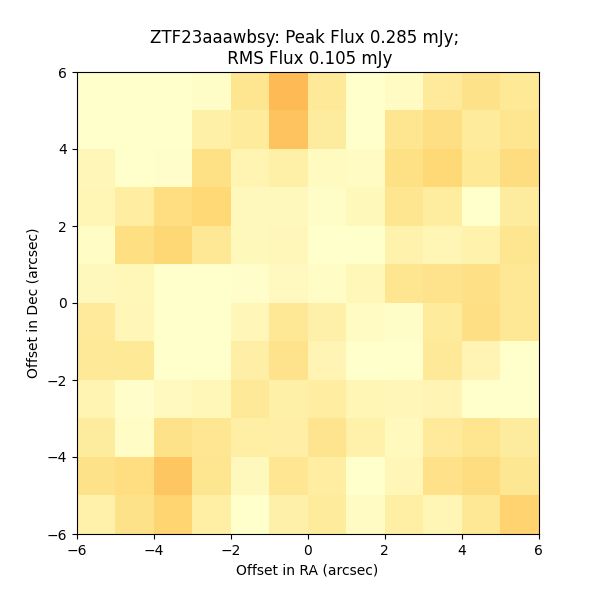 ZTF23aaawbsy: Peak Flux 0.285 mJy;
RMS Flux 0.105 mJy
6
4
2
0
−2
−4
−6
Offset in Dec (arcsec)
−6 −4 −2 0 2 4 6
Offset in RA (arcsec)